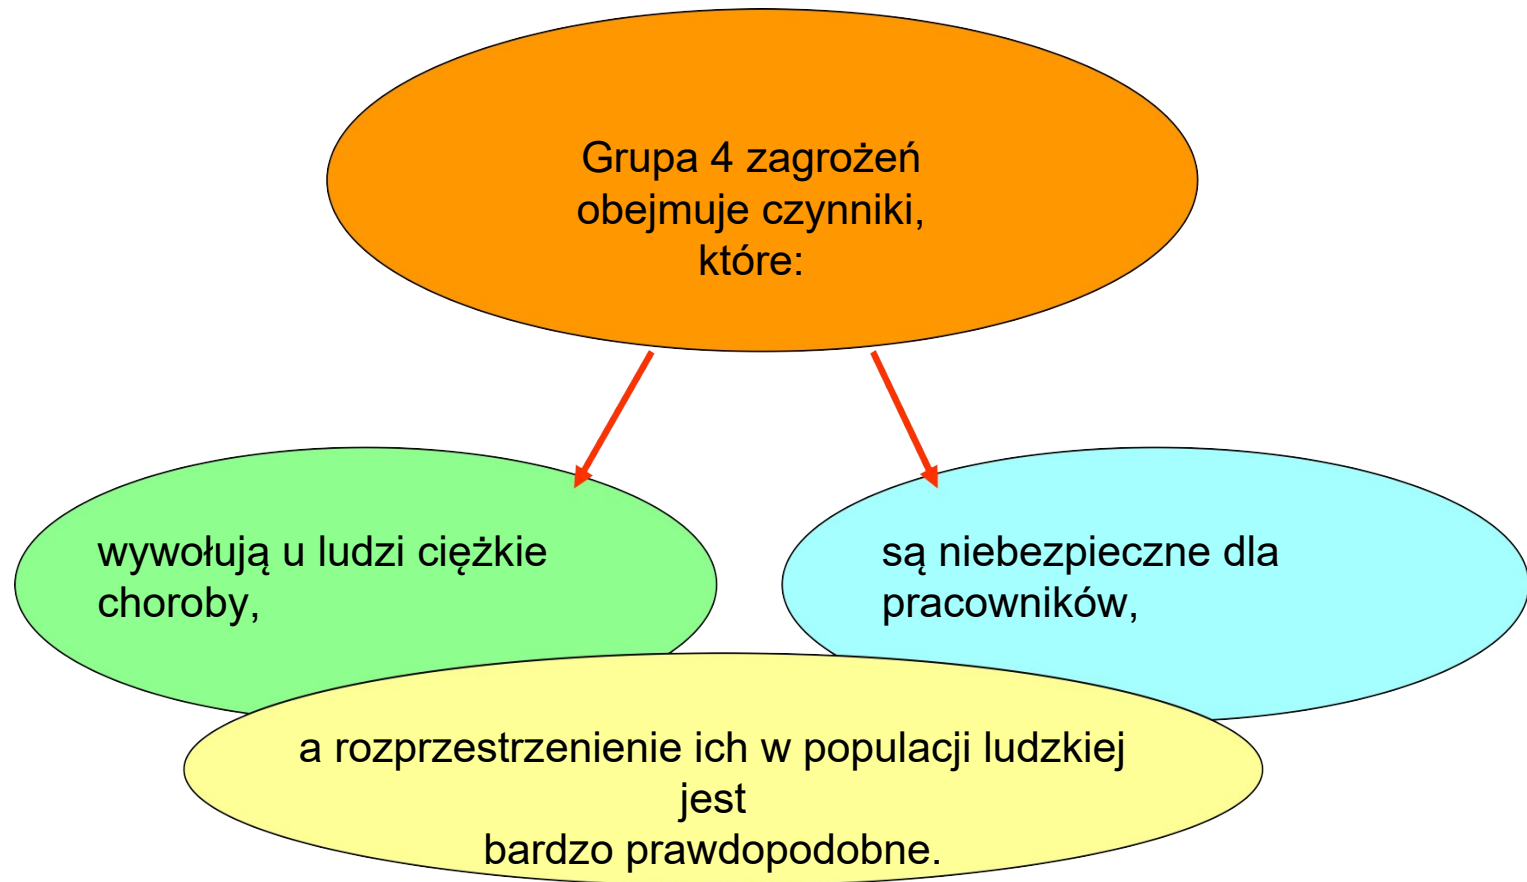 Grupa 4 zagrożeń
obejmuje czynniki,
które:
wywołują u ludzi ciężkie
choroby,
są niebezpieczne dla
pracowników,
a rozprzestrzenienie ich w populacji ludzkiej
jest
bardzo prawdopodobne.